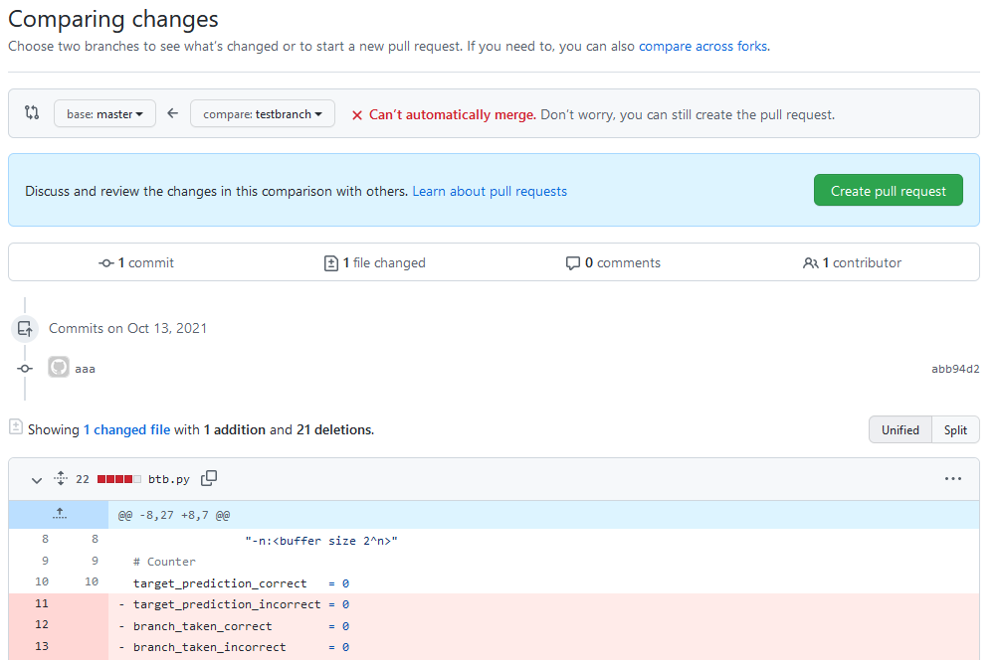 Comparing changes
Choose two branches to see what's changed or to start a new pull request. If you need to, you can also compare across forks.
base: master ← compare: testbranch × Can't automatically merge. Don't worry, you can still create the pull request.
Discuss and review the changes in this comparison with others. Learn about pull requests Create pull request
1 commit 1 file changed 0 comments 1 contributor
Commits on Oct 13, 2021
aaa abb94d2
Showing 1 changed file with 1 addition and 21 deletions. Unified Split
22 btb.py ...
@@ -8,27 +8,7 @@
8 8 "-n:<buffer size 2^n>"
9 9 # Counter
10 10 target_prediction_correct = 0
11 - target_prediction_incorrect = 0
12 - branch_taken_correct = 0
13 - branch_taken_incorrect = 0